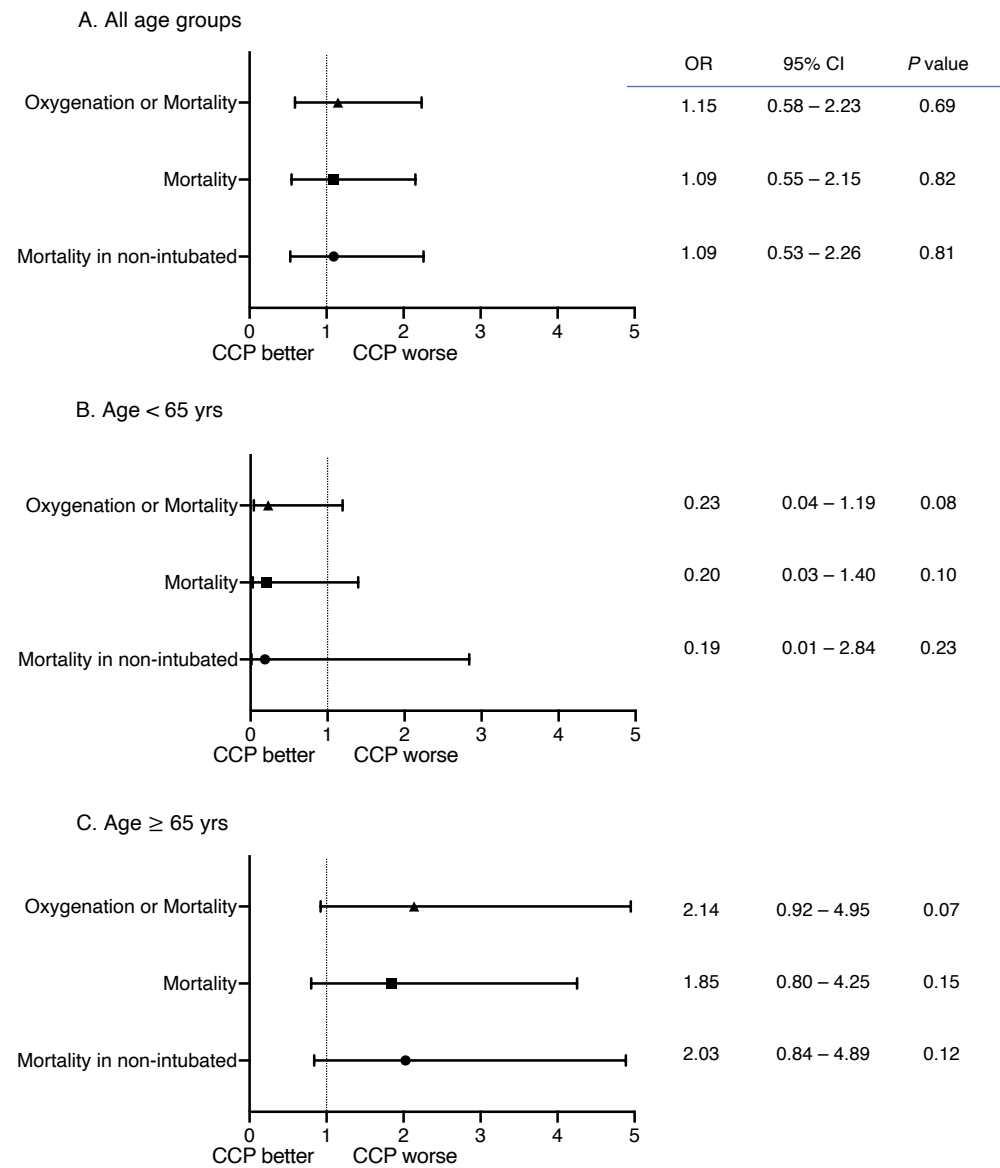 A. All age groups
OR 95% CI P value
Oxygenation or Mortality 1.15 0.58 – 2.23 0.69
Mortality 1.09 0.55 – 2.15 0.82
Mortality in non-intubated 1.09 0.53 – 2.26 0.81
0 1 2 3 4 5
CCP better CCP worse
B. Age < 65 yrs
Oxygenation or Mortality 0.23 0.04 – 1.19 0.08
Mortality 0.20 0.03 – 1.40 0.10
Mortality in non-intubated 0.19 0.01 – 2.84 0.23
0 1 2 3 4 5
CCP better CCP worse
C. Age ≥ 65 yrs
Oxygenation or Mortality 2.14 0.92 – 4.95 0.07
Mortality 1.85 0.80 – 4.25 0.15
Mortality in non-intubated 2.03 0.84 – 4.89 0.12
0 1 2 3 4 5
CCP better CCP worse